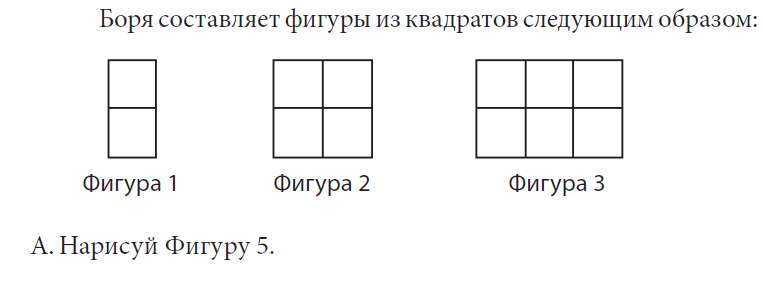 Боря составляет фигуры из квадратов следующим образом:
Фигура 1
Фигура 2
Фигура 3
А. Нарисуй Фигуру 5.